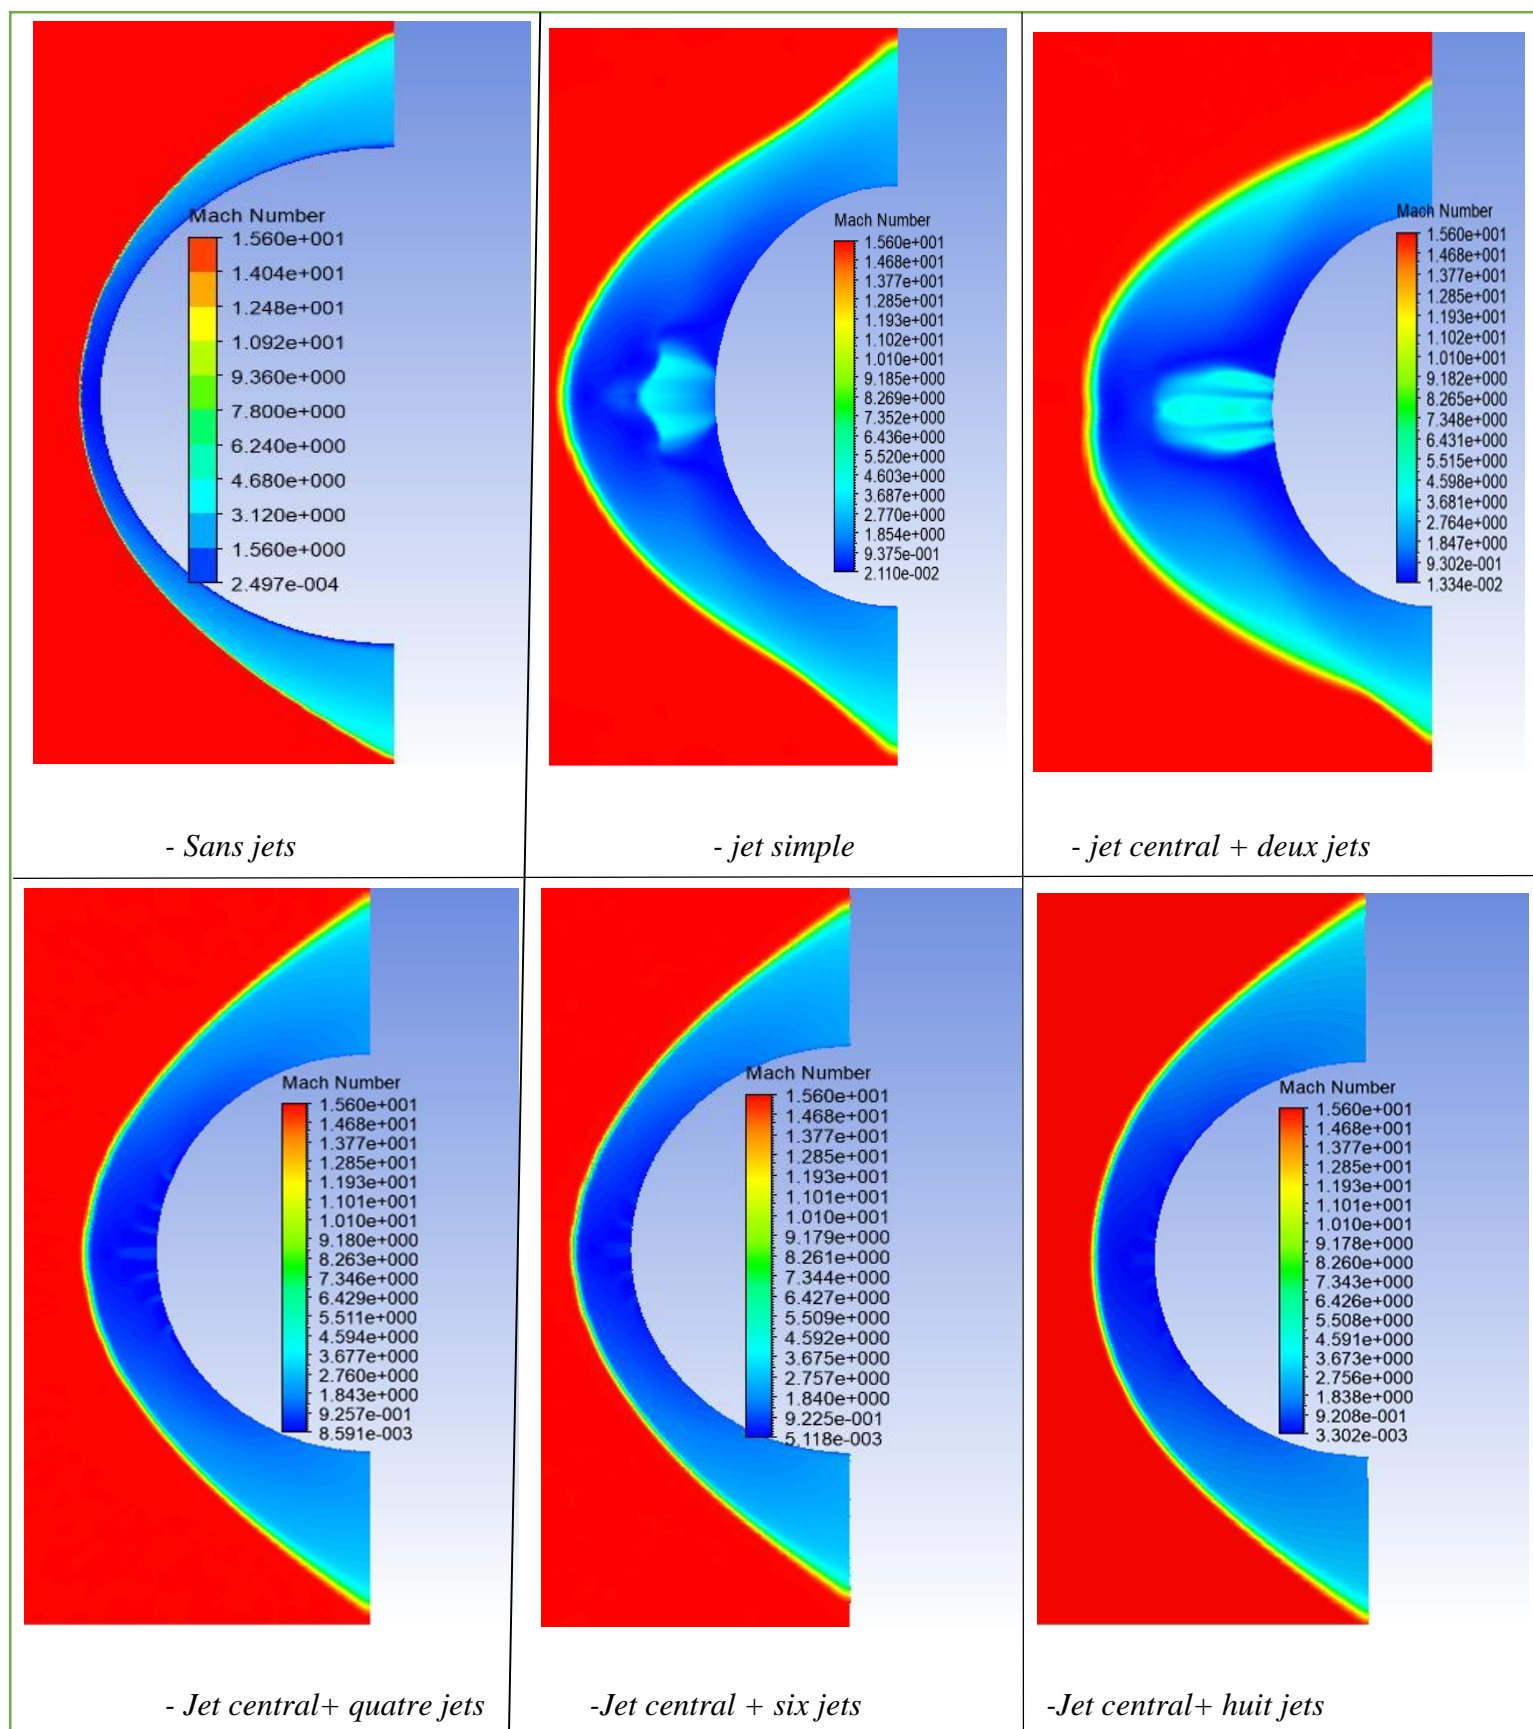 Mach Number
1.560e+001
1.404e+001
1.248e+001
1.092e+001
9.360e+000
7.800e+000
6.240e+000
4.680e+000
3.120e+000
1.560e+000
2.497e-004
- Sans jets
Mach Number
1.560e+001
1.468e+001
1.377e+001
1.285e+001
1.193e+001
1.102e+001
1.010e+001
9.185e+000
8.269e+000
7.352e+000
6.436e+000
5.520e+000
4.603e+000
3.687e+000
2.770e+000
1.854e+000
9.375e-001
2.110e-002
- jet simple
Mach Number
1.560e+001
1.468e+001
1.377e+001
1.285e+001
1.193e+001
1.102e+001
1.010e+001
9.182e+000
8.265e+000
7.348e+000
6.431e+000
5.515e+000
4.598e+000
3.681e+000
2.764e+000
1.847e+000
9.302e-001
1.334e-002
- jet central + deux jets
Mach Number
1.560e+001
1.468e+001
1.377e+001
1.285e+001
1.193e+001
1.101e+001
1.010e+001
9.180e+000
8.263e+000
7.346e+000
6.429e+000
5.511e+000
4.594e+000
3.677e+000
2.760e+000
1.843e+000
9.257e-001
8.591e-003
- Jet central+ quatre jets
Mach Number
1.560e+001
1.468e+001
1.377e+001
1.285e+001
1.193e+001
1.101e+001
1.010e+001
9.179e+000
8.261e+000
7.344e+000
6.427e+000
5.509e+000
4.592e+000
3.675e+000
2.757e+000
1.840e+000
9.225e-001
5.118e-003
-Jet central + six jets
Mach Number
1.560e+001
1.468e+001
1.377e+001
1.285e+001
1.193e+001
1.101e+001
1.010e+001
9.178e+000
8.260e+000
7.343e+000
6.426e+000
5.508e+000
4.591e+000
3.673e+000
2.756e+000
1.838e+000
9.208e-001
3.302e-003
-Jet central+ huit jets